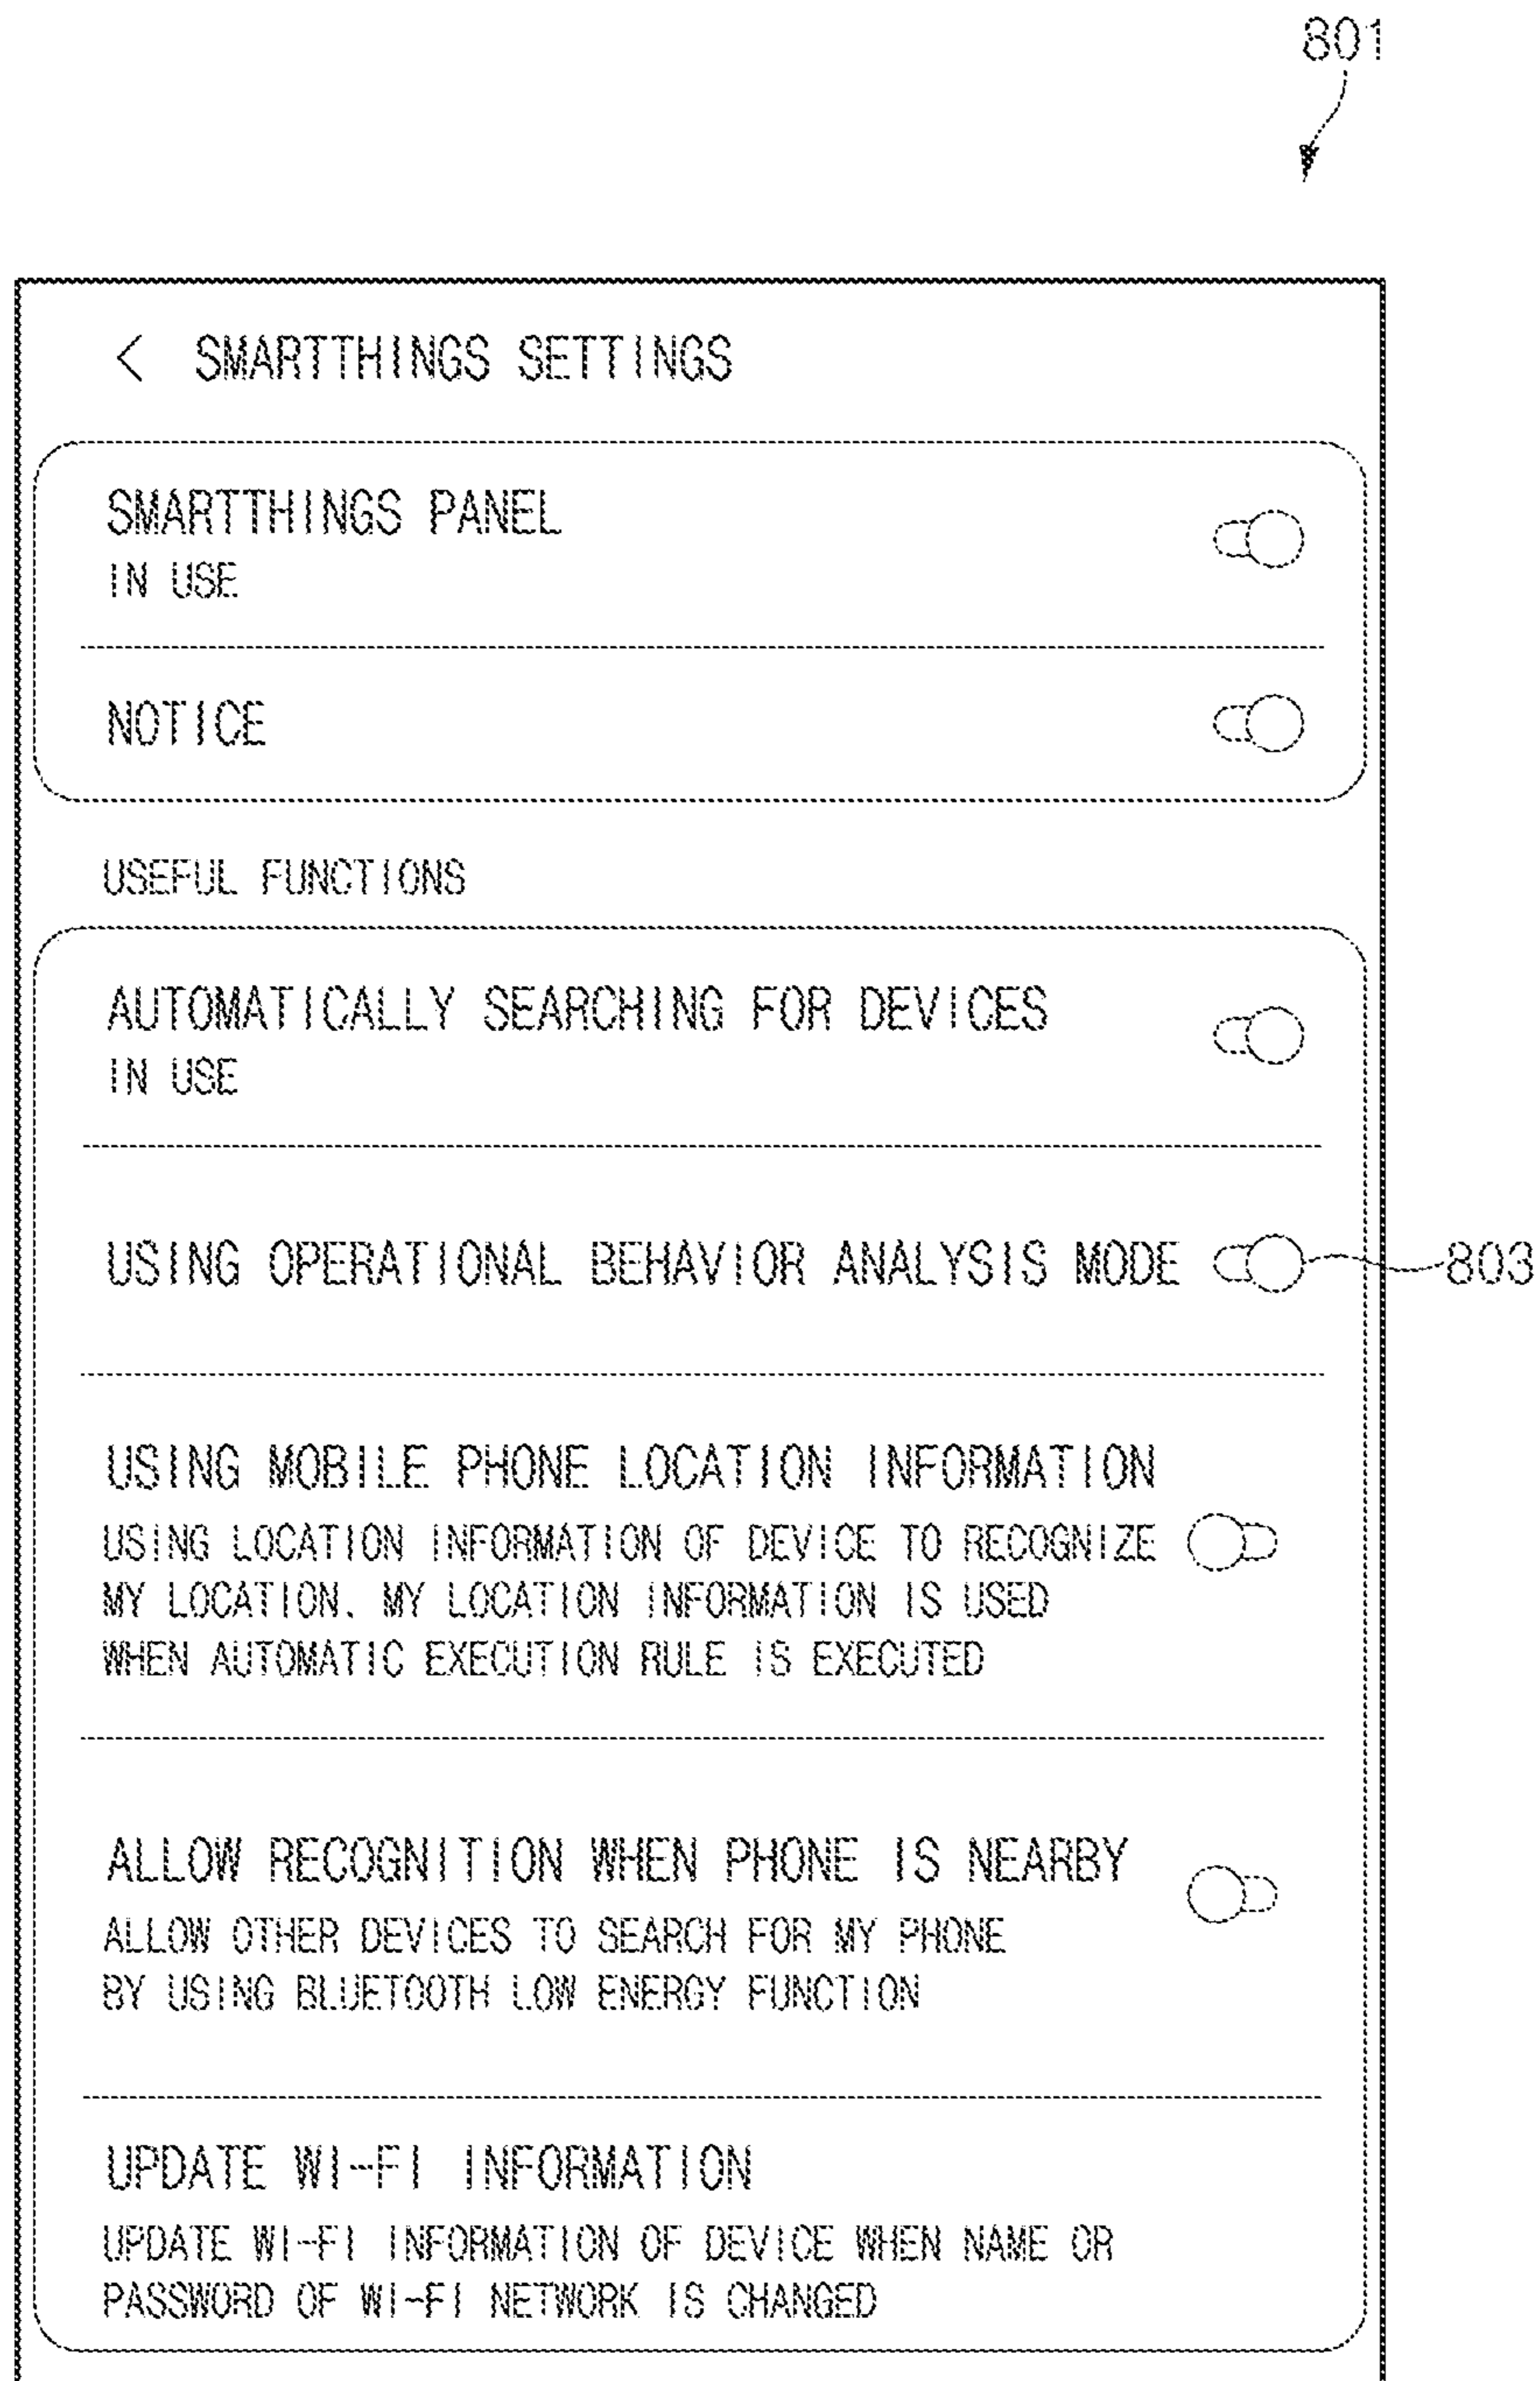 801
< SMARTTHINGS SETTINGS
SMARTTHINGS PANEL
IN USE
NOTICE
USEFUL FUNCTIONS
AUTOMATICALLY SEARCHING FOR DEVICES
IN USE
USING OPERATIONAL BEHAVIOR ANALYSIS MODE
803
USING MOBILE PHONE LOCATION INFORMATION
USING LOCATION INFORMATION OF DEVICE TO RECOGNIZE
MY LOCATION. MY LOCATION INFORMATION IS USED
WHEN AUTOMATIC EXECUTION RULE IS EXECUTED
ALLOW RECOGNITION WHEN PHONE IS NEARBY
ALLOW OTHER DEVICES TO SEARCH FOR MY PHONE
BY USING BLUETOOTH LOW ENERGY FUNCTION
UPDATE WI-FI INFORMATION
UPDATE WI-FI INFORMATION OF DEVICE WHEN NAME OR
PASSWORD OF WI-FI NETWORK IS CHANGED